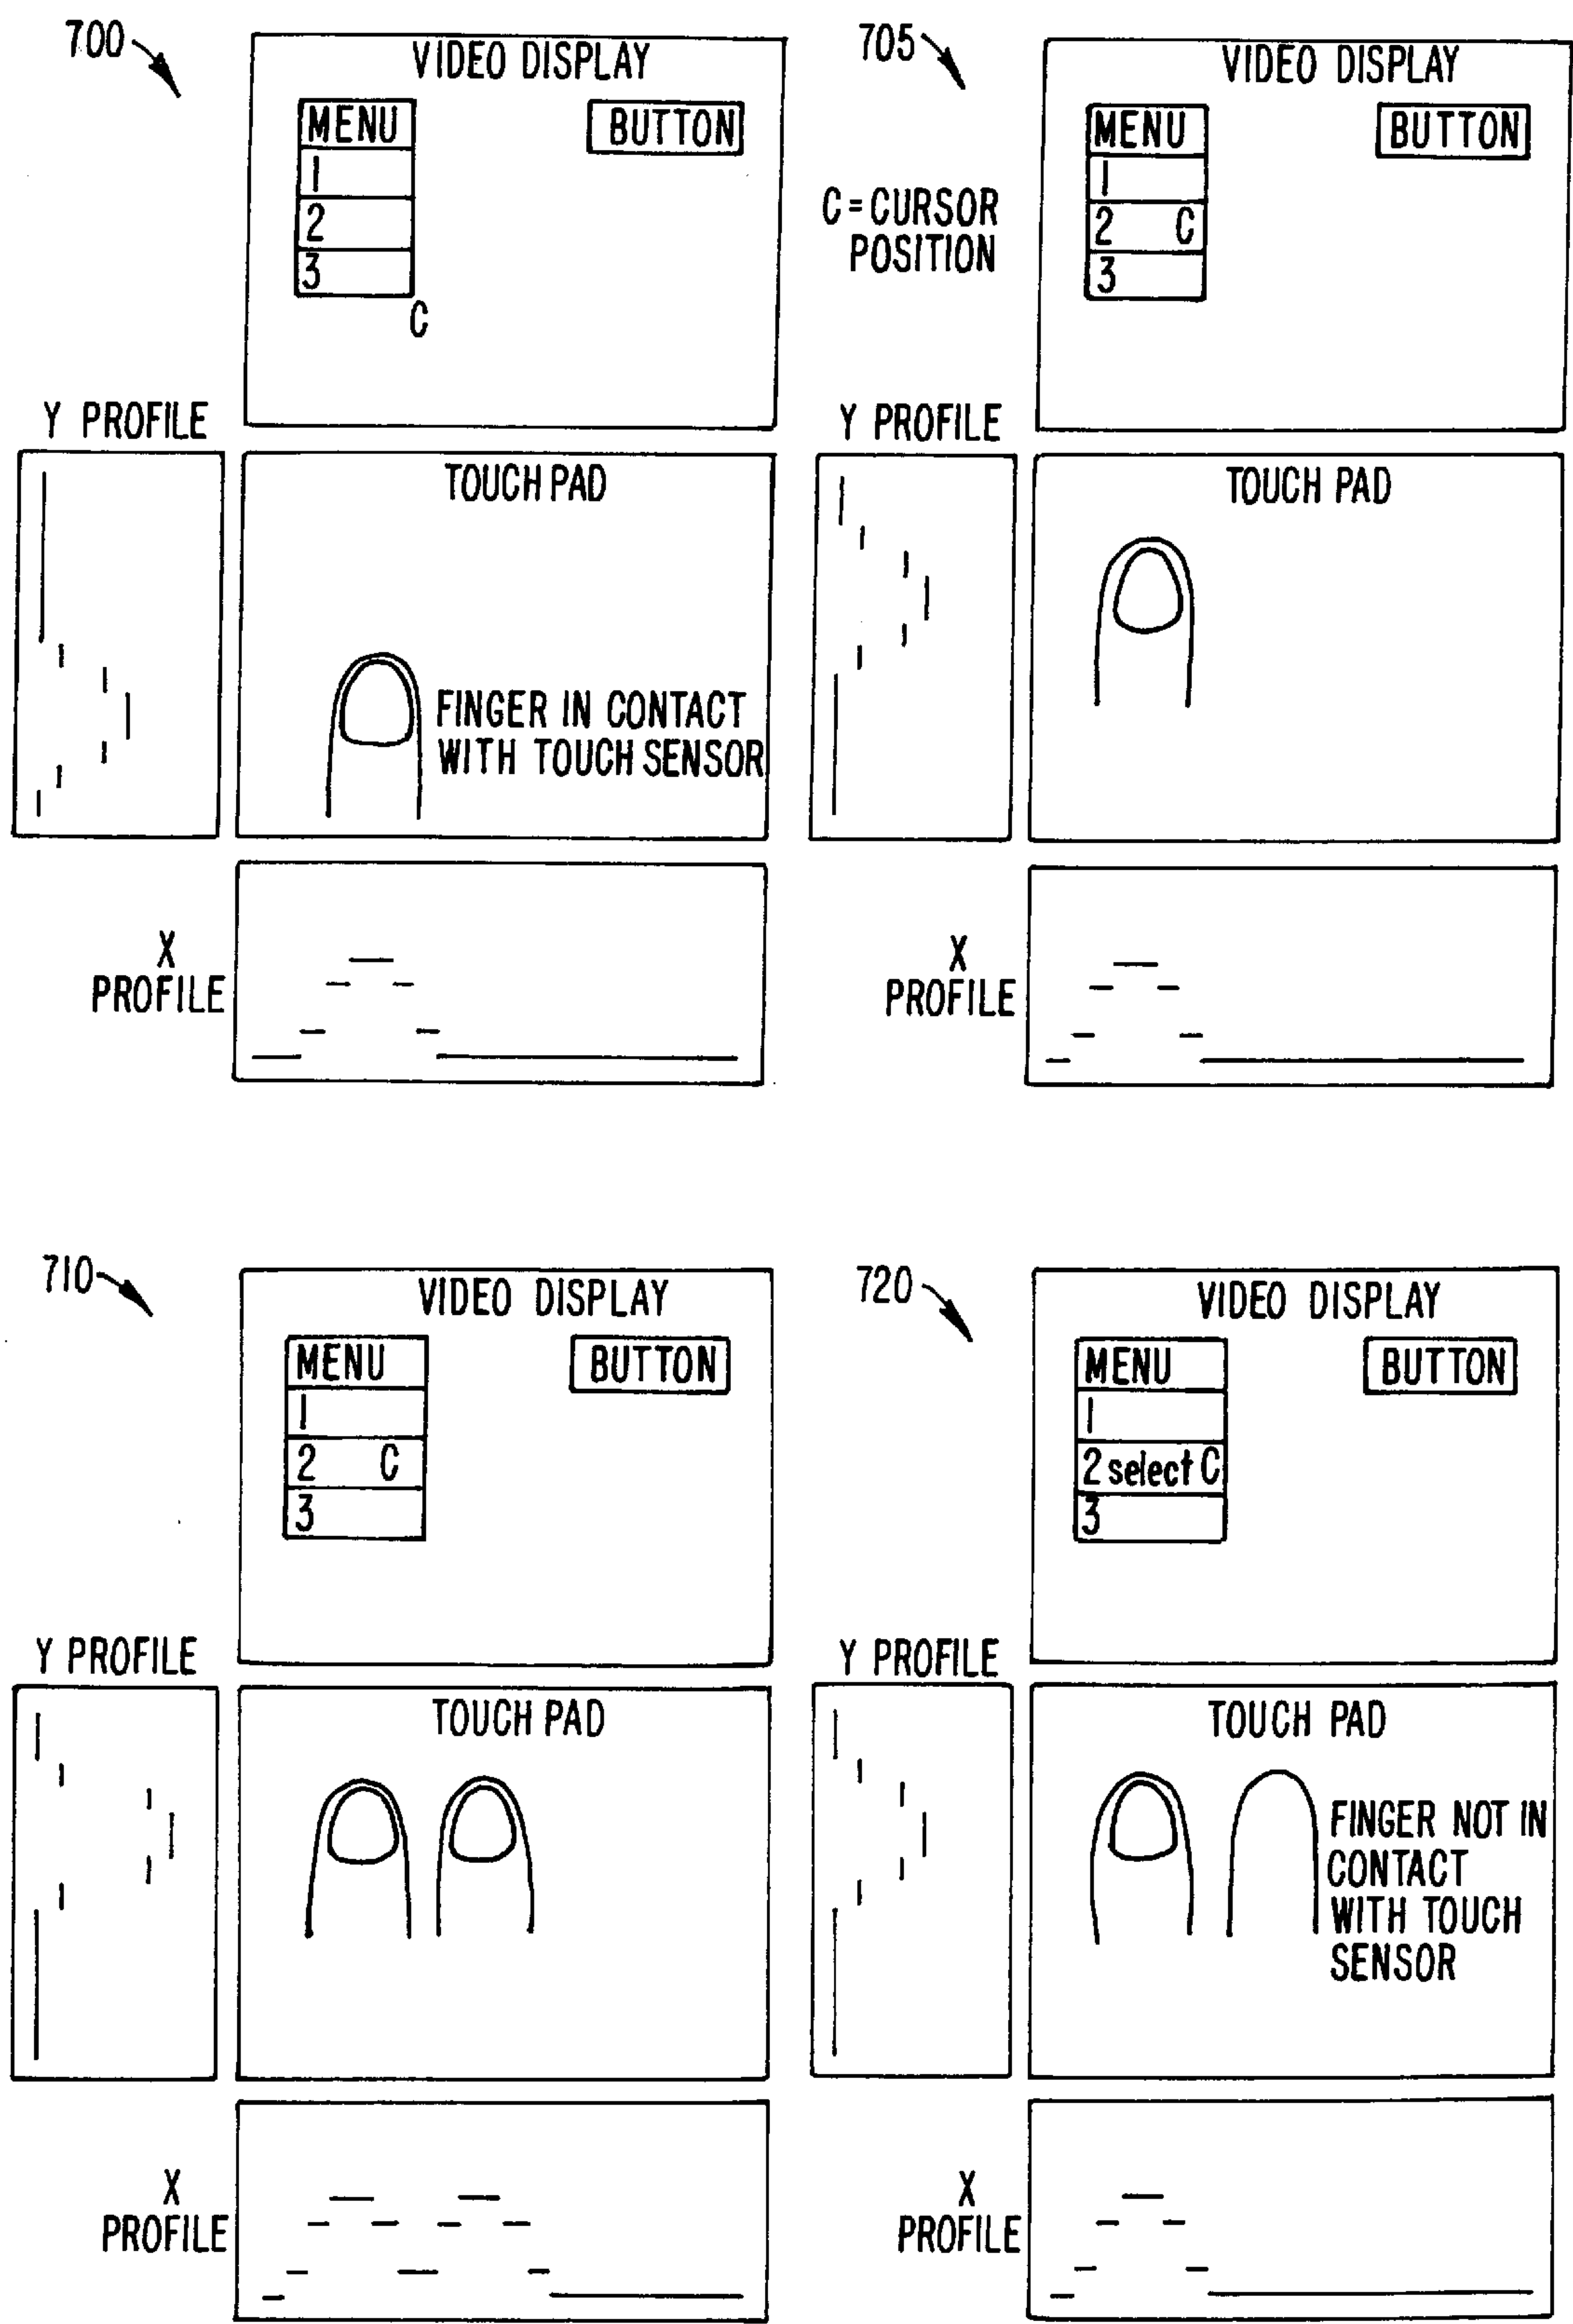 700
VIDEO DISPLAY
MENU
BUTTON
1
2
3
C
Y PROFILE
TOUCH PAD
FINGER IN CONTACT
WITH TOUCH SENSOR
X
PROFILE
705
VIDEO DISPLAY
MENU
BUTTON
1
C=CURSOR
POSITION
2 C
3
Y PROFILE
TOUCH PAD
X
PROFILE
710
VIDEO DISPLAY
MENU
BUTTON
1
2 C
3
Y PROFILE
TOUCH PAD
X
PROFILE
720
VIDEO DISPLAY
MENU
BUTTON
1
2 select C
3
Y PROFILE
TOUCH PAD
FINGER NOT IN
CONTACT
WITH TOUCH
SENSOR
X
PROFILE